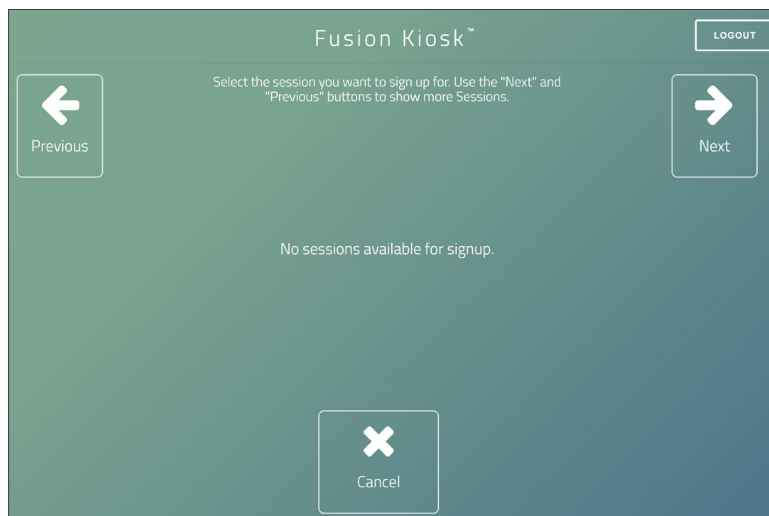 Fusion Kiosk™
LOGOUT
Select the session you want to sign up for. Use the "Next" and
"Previous" buttons to show more Sessions.
Previous
Next
No sessions available for signup.
Cancel